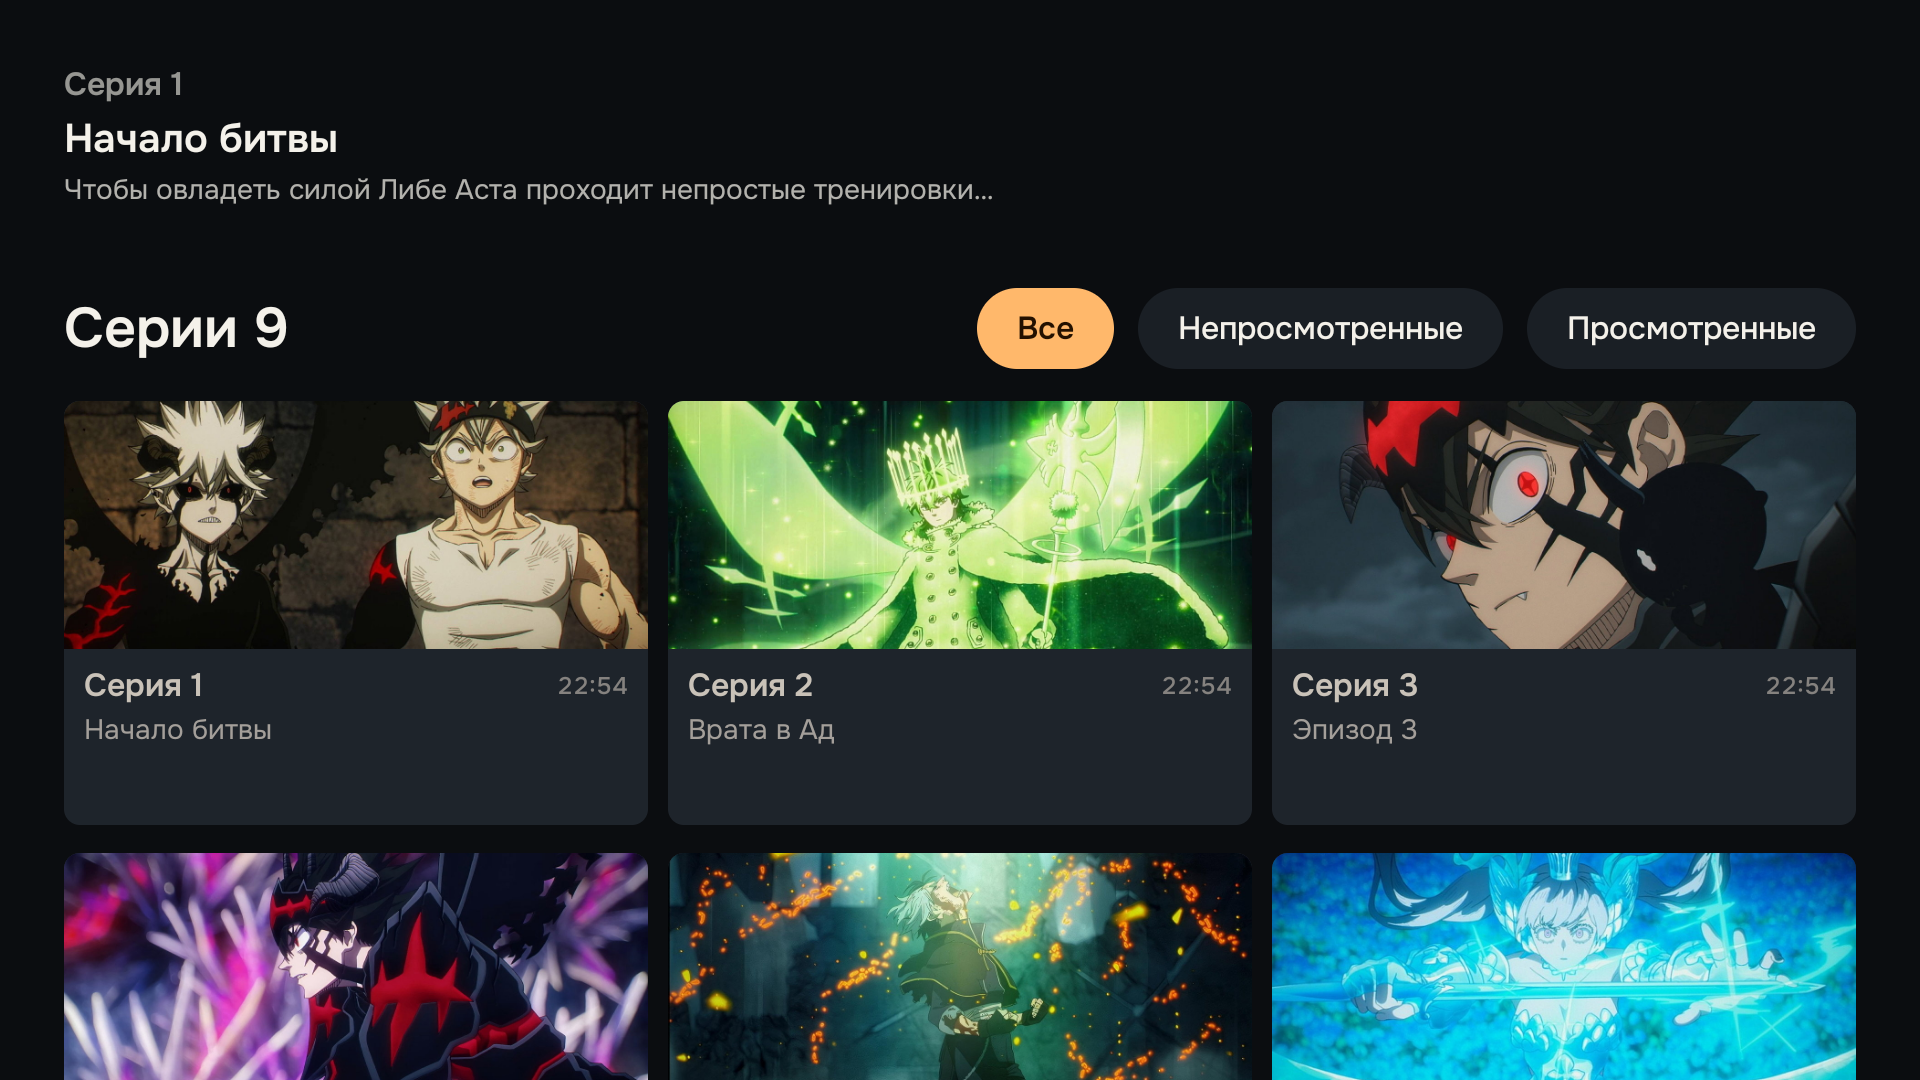 Серия 1
Начало битвы
Чтобы овладеть силой Либе Аста проходит непростые тренировки...
Серии 9
Все
Непросмотренные
Просмотренные
Серия 1
22:54
Начало битвы
Серия 2
22:54
Врата в Ад
Серия 3
22:54
Эпизод 3